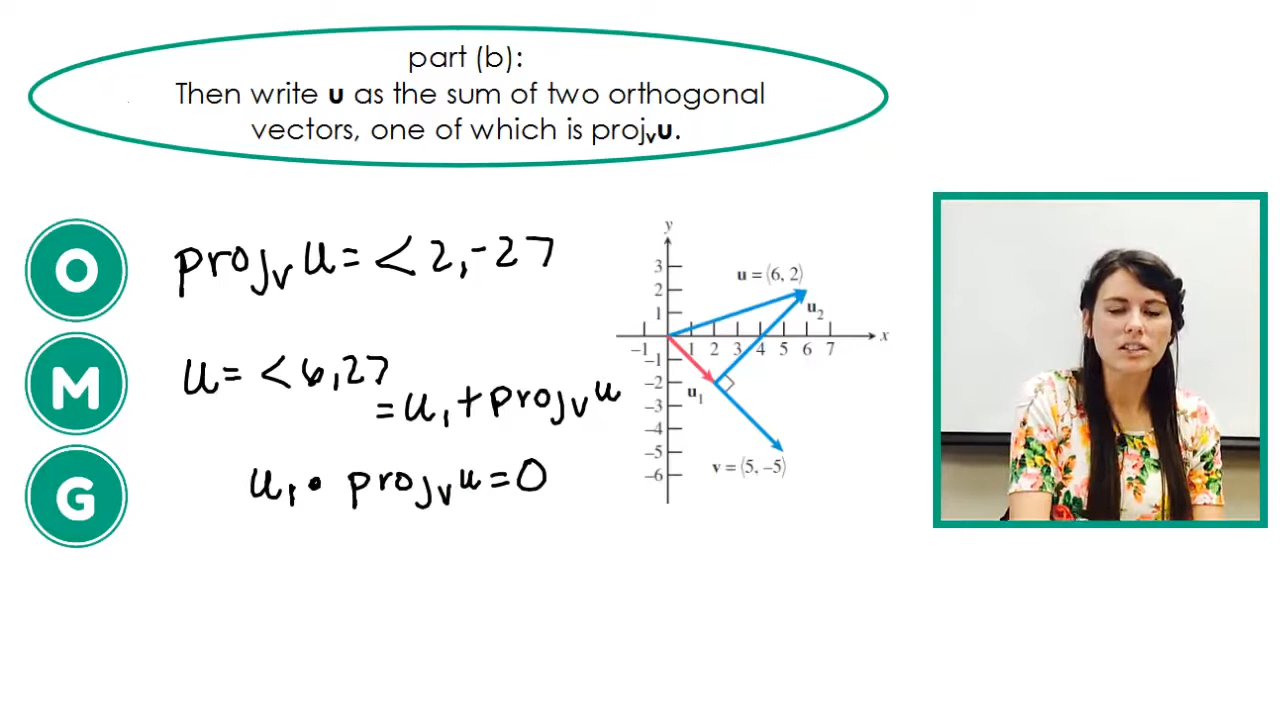 part (b):
Then write u as the sum of two orthogonal
vectors, one of which is projᵥu.
O
projᵥu = <2, -2>
M
u = <6, 2>
= u₁ + projᵥu
G
u₁ • projᵥu = 0
y
3
2
1
-1
1 2 3 4 5 6 7
x
-1
-2
-3
-4
-5
-6
u = ⟨6, 2⟩
u₂
u₁
v = ⟨5, -5⟩